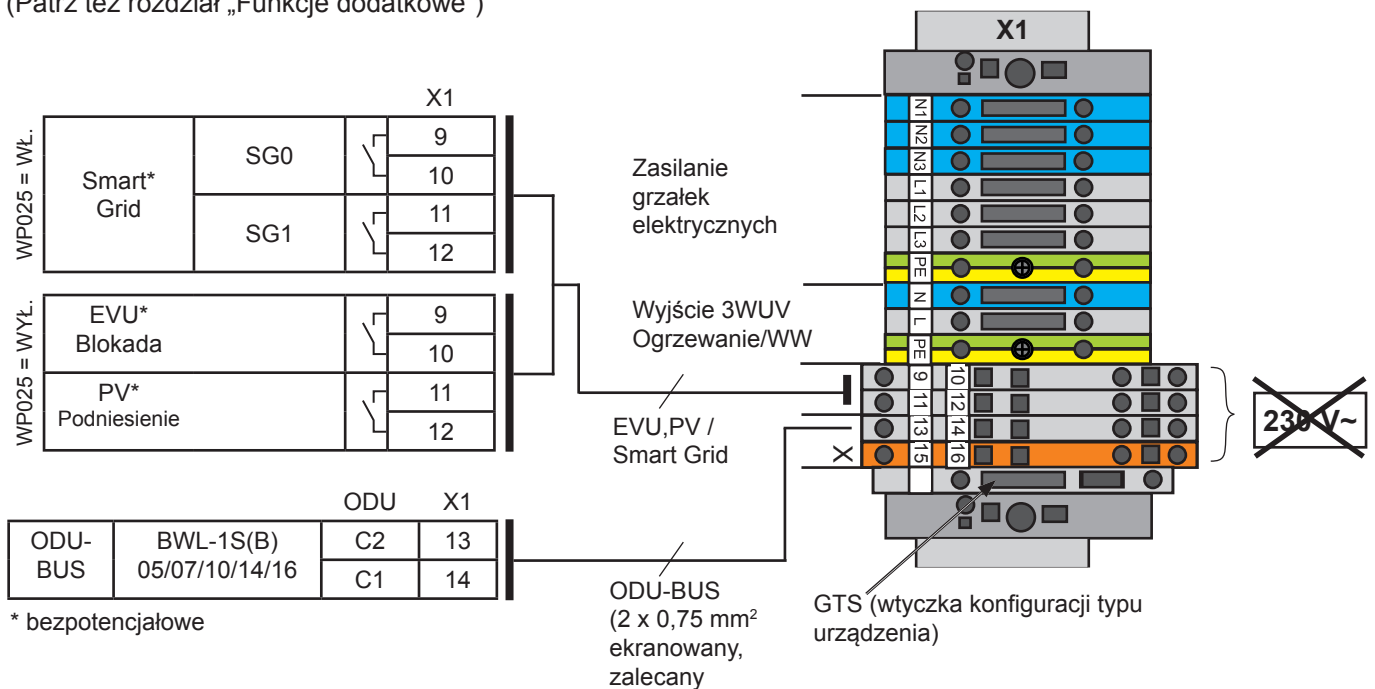 (Patrz też rozdział „Funkcje dodatkowe")
X1
WP025 = WŁ.
Smart*
Grid
SG0
9
10
SG1
11
12
WP025 = WYŁ.
EVU*
Blokada
9
10
PV*
Podniesienie
11
12
ODU
X1
ODU-
BUS
BWL-1S(B)
05/07/10/14/16
C2
13
C1
14
* bezpotencjałowe
Zasilanie
grzałek
elektrycznych
Wyjście 3WUV
Ogrzewanie/WW
EVU,PV /
Smart Grid
ODU-BUS
(2 x 0,75 mm²
ekranowany,
zalecany
X1
N1
N2
N3
L1
L2
L3
PE
N
L
PE
9
10
11
12
13
14
X
15
16
230 V~
GTS (wtyczka konfiguracji typu
urządzenia)